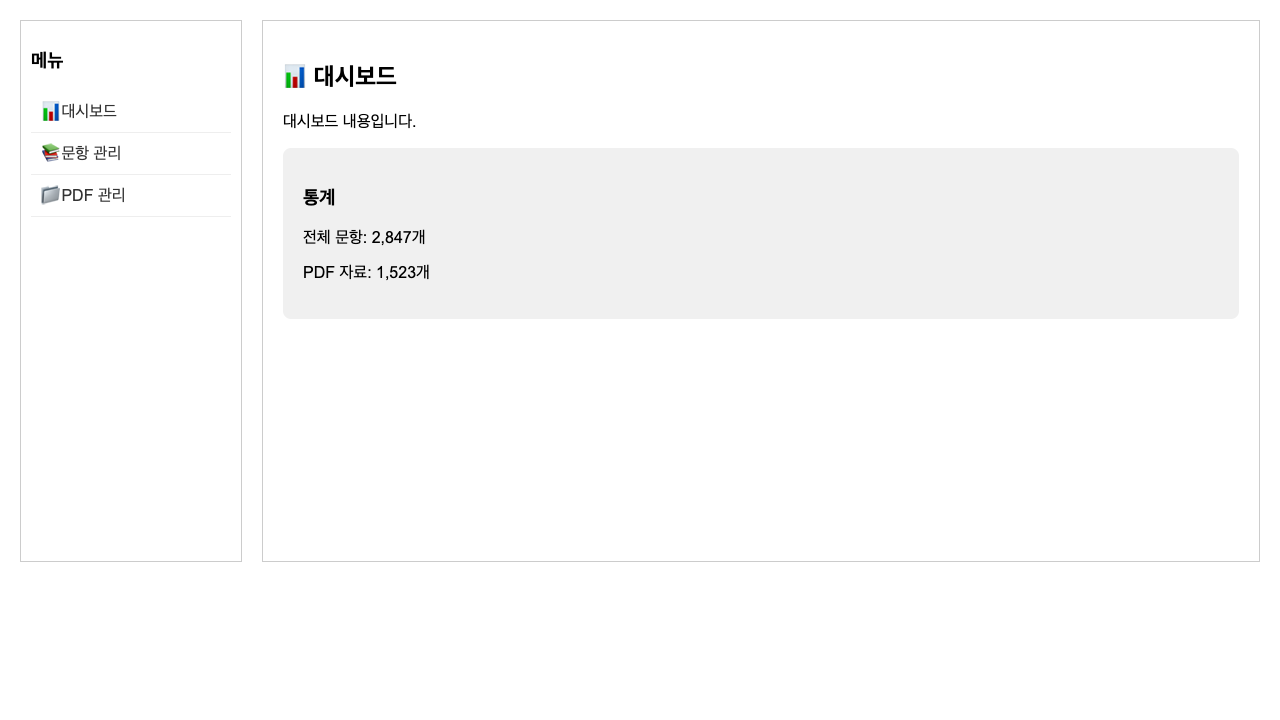 메뉴
📊대시보드
📚문항 관리
📁PDF 관리
📊 대시보드
대시보드 내용입니다.
통계
전체 문항: 2,847개
PDF 자료: 1,523개